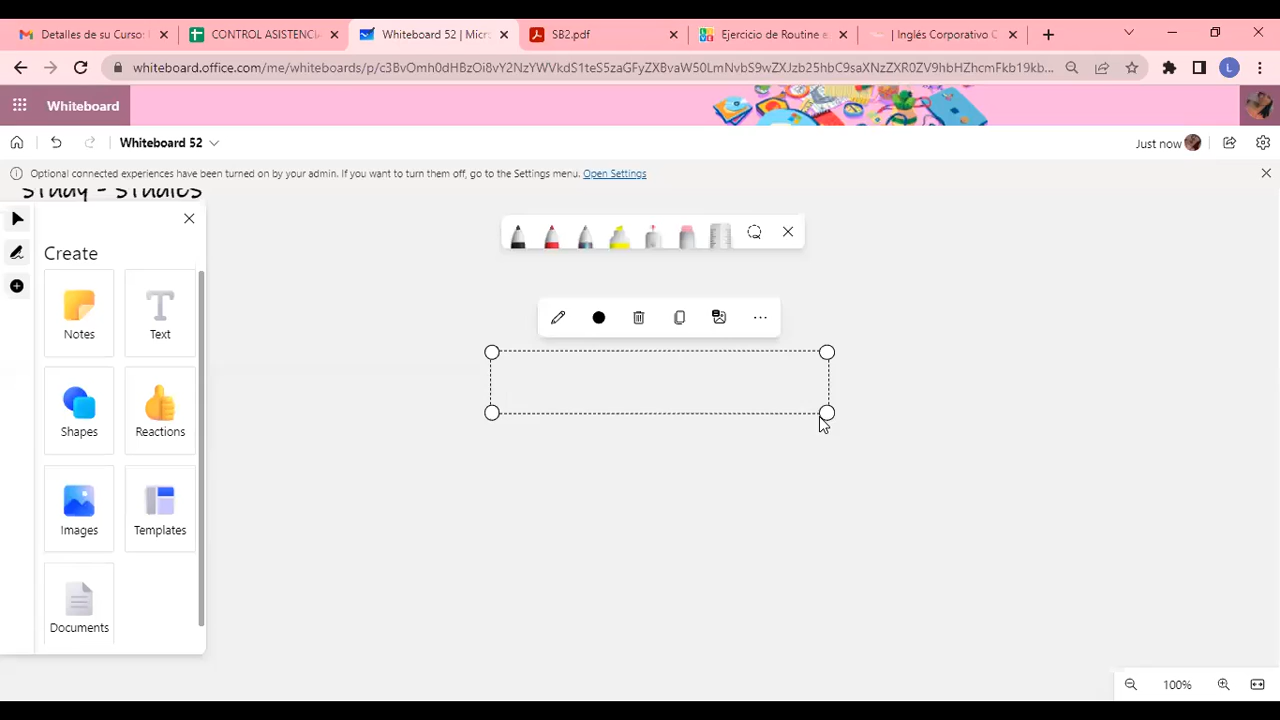 Detalles de su Curso:
CONTROL ASISTENCIA
Whiteboard 52 | Micr
SB2.pdf
Ejercicio de Routine e
| Inglés Corporativo C
whiteboard.office.com/me/whiteboards/p/c3BvOmh0dHBzOi8vY2NzYWVkdS1teS5zaGFyZXBvaW50LmNvbS9wZXJzb25hbC9saXNzZXR0ZV9hbHZhcmFkb19kb...
L
Whiteboard
Whiteboard 52
Just now
Optional connected experiences have been turned on by your admin. If you want to turn them off, go to the Settings menu. Open Settings
Study - Studies
Create
Notes
Text
Shapes
Reactions
Images
Templates
Documents
100%